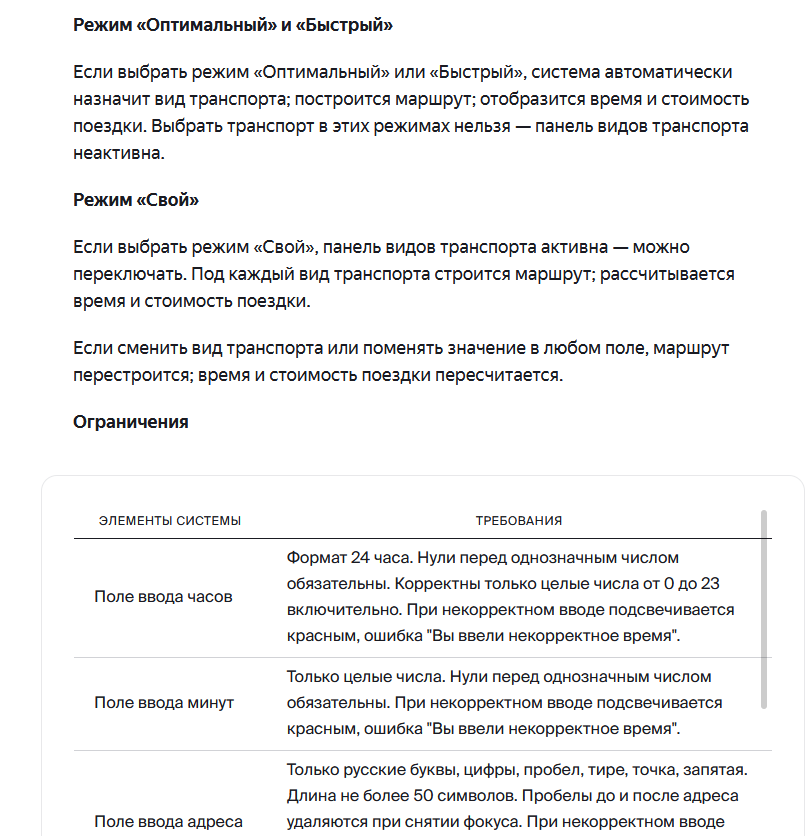 Режим «Оптимальный» и «Быстрый»
Если выбрать режим «Оптимальный» или «Быстрый», система автоматически
назначит вид транспорта; построится маршрут; отобразится время и стоимость
поездки. Выбрать транспорт в этих режимах нельзя — панель видов транспорта
неактивна.
Режим «Свой»
Если выбрать режим «Свой», панель видов транспорта активна — можно
переключать. Под каждый вид транспорта строится маршрут; рассчитывается
время и стоимость поездки.
Если сменить вид транспорта или поменять значение в любом поле, маршрут
перестроится; время и стоимость поездки пересчитается.
Ограничения
ЭЛЕМЕНТЫ СИСТЕМЫ ТРЕБОВАНИЯ
Поле ввода часов
Формат 24 часа. Нули перед однозначным числом
обязательны. Корректны только целые числа от 0 до 23
включительно. При некорректном вводе подсвечивается
красным, ошибка "Вы ввели некорректное время".
Поле ввода минут
Только целые числа. Нули перед однозначным числом
обязательны. При некорректном вводе подсвечивается
красным, ошибка "Вы ввели некорректное время".
Поле ввода адреса
Только русские буквы, цифры, пробел, тире, точка, запятая.
Длина не более 50 символов. Пробелы до и после адреса
удаляются при снятии фокуса. При некорректном вводе